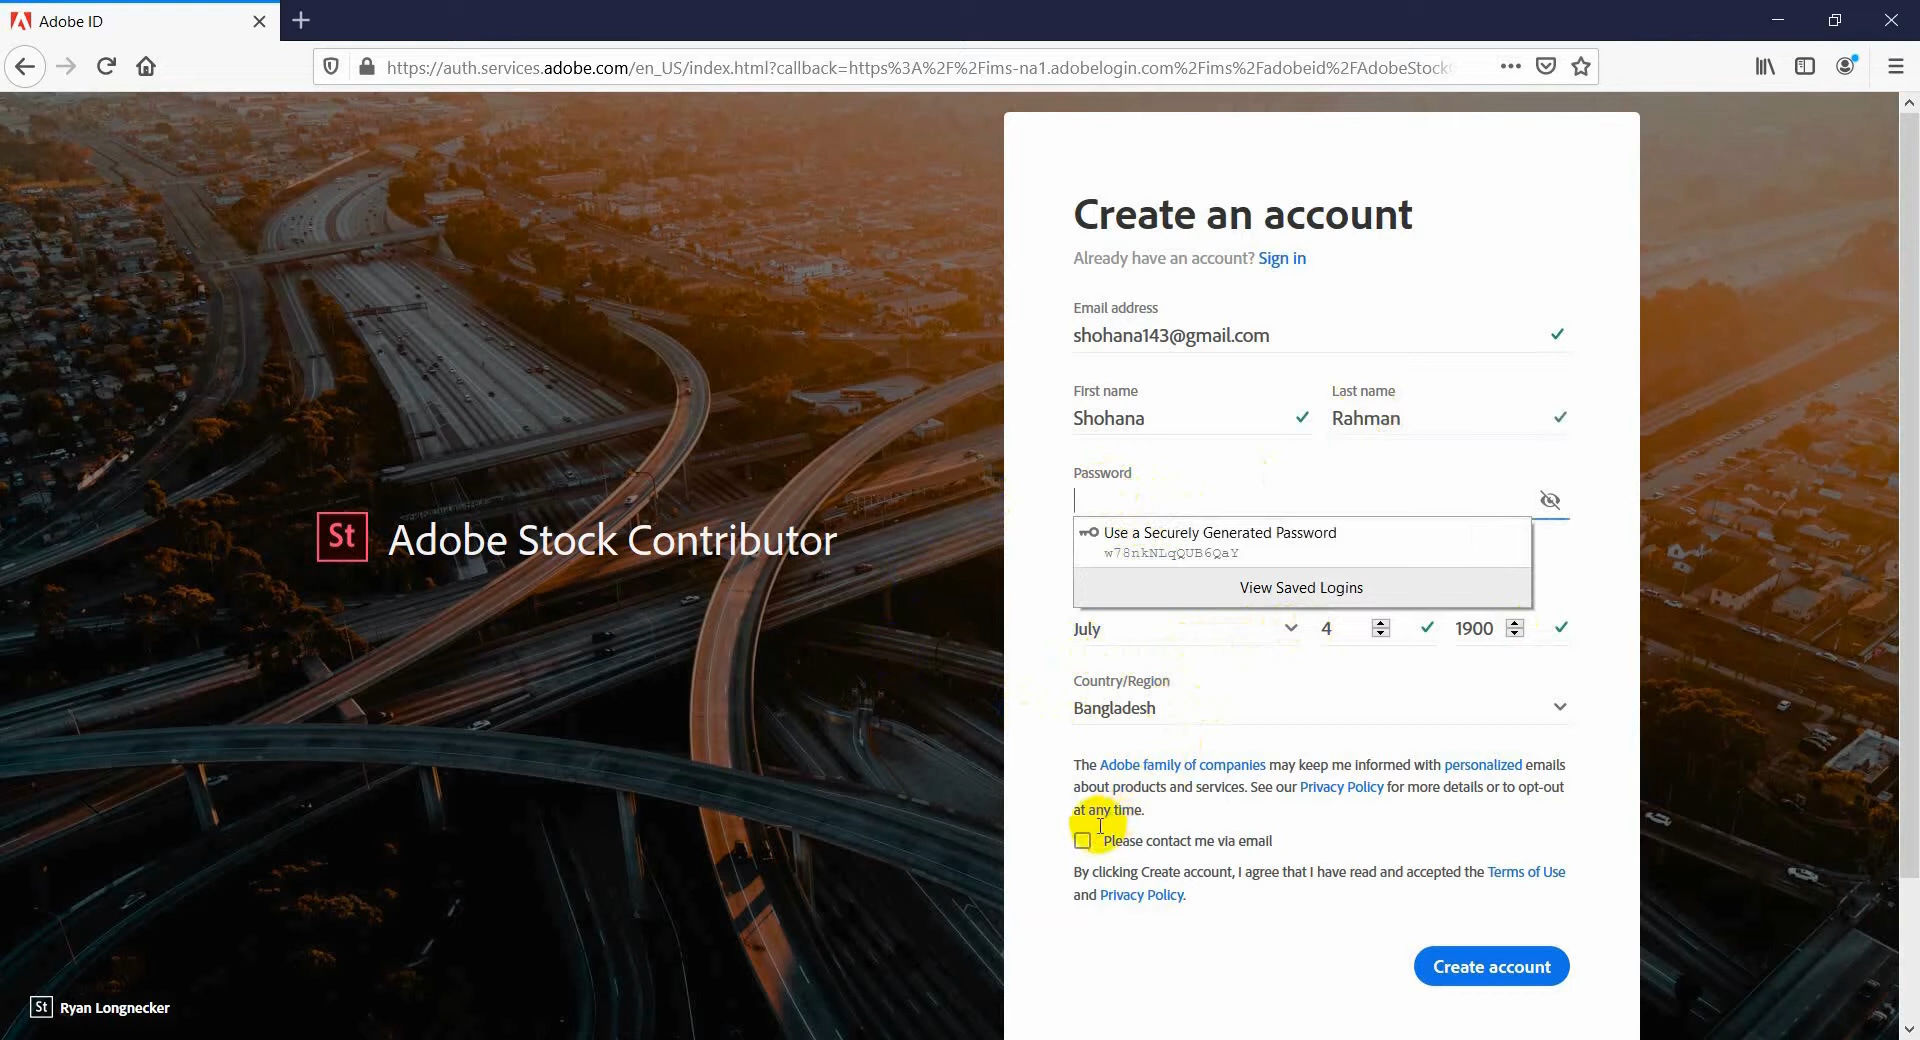 Adobe ID
https://auth.services.adobe.com/en_US/index.html?callback=https%3A%2F%2Fims-na1.adobelogin.com%2Fims%2Fadobeid%2FAdobeStock
Create an account
Already have an account? Sign in
Email address
shohana143@gmail.com
First name Last name
Shohana Rahman
Password
Use a Securely Generated Password
w78nkNLqQUB6QaY
View Saved Logins
July 4 1900
Country/Region
Bangladesh
The Adobe family of companies may keep me informed with personalized emails
about products and services. See our Privacy Policy for more details or to opt-out
at any time.
Please contact me via email
By clicking Create account, I agree that I have read and accepted the Terms of Use
and Privacy Policy.
Create account
St Adobe Stock Contributor
St Ryan Longnecker